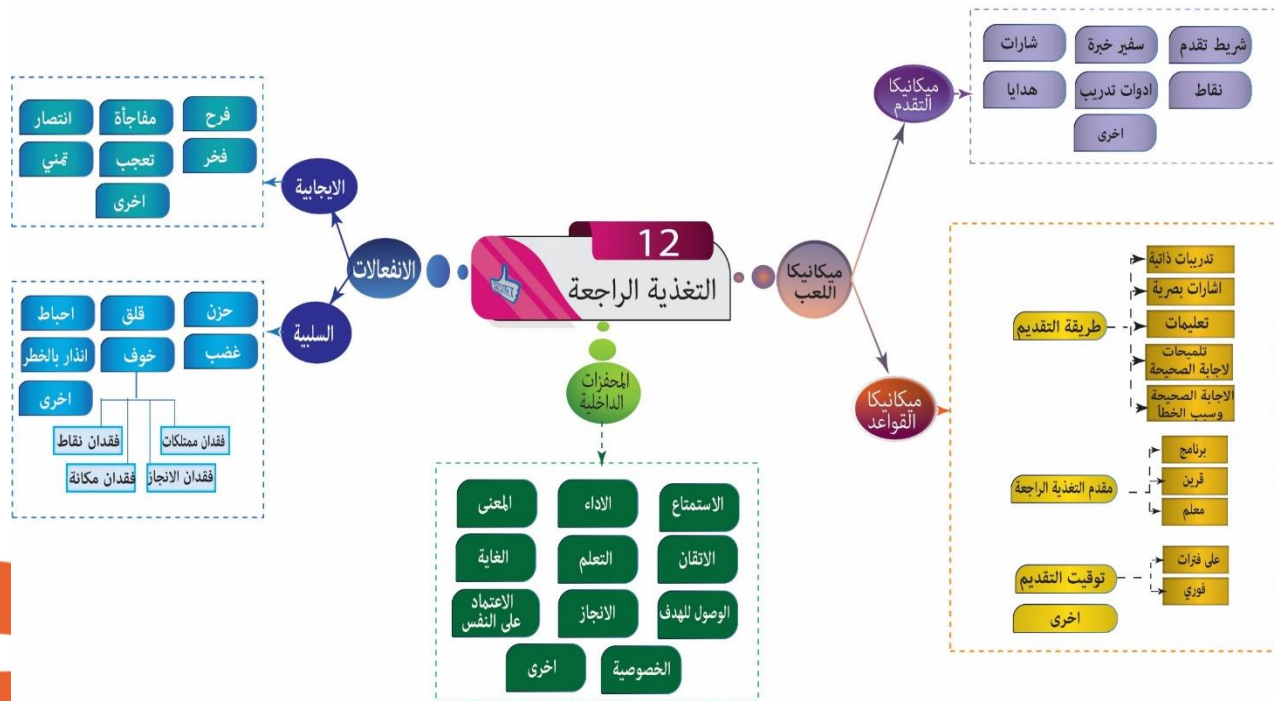 12
التغذية الراجعة
ميكانيكا
اللعب
ميكانيكا
التقدم
شريط تقدم
سفير خبرة
شارات
نقاط
ادوات تدريب
هدايا
اخرى
ميكانيكا
القواعد
طريقة التقديم
تدريبات ذاتية
اشارات بصرية
تعليمات
تلميحات
لاجابة الصحيحة
الاجابة الصحيحة
وسبب الخطأ
مقدم التغذية الراجعة
برنامج
قرين
معلم
توقيت التقديم
على فترات
فوري
اخرى
المحفزات
الداخلية
الاستمتاع
الاداء
المعنى
الاتقان
التعلم
الغاية
الوصول للهدف
الانجاز
الاعتماد
على النفس
الخصوصية
اخرى
الانفعالات
الايجابية
فرح
مفاجأة
انتصار
فخر
تعجب
تمني
اخرى
السلبية
حزن
قلق
احباط
غضب
خوف
انذار بالخطر
اخرى
فقدان ممتلكات
فقدان نقاط
فقدان الانجاز
فقدان مكانة